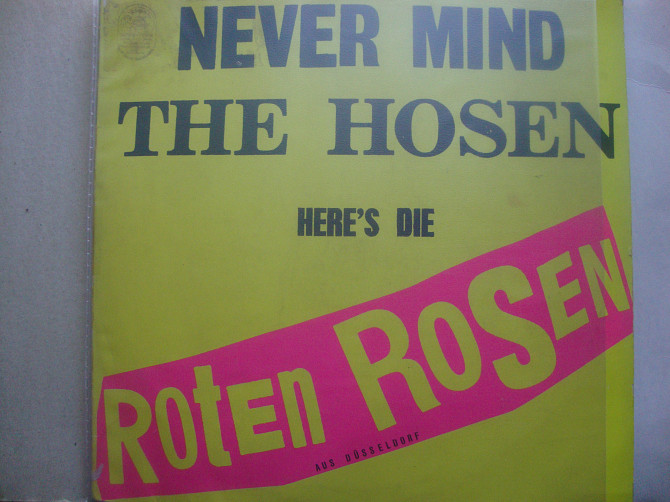 NEVER MIND
THE HOSEN
HERE'S DIE
ROtEn RoSEN
AUS DÜSSELDORF